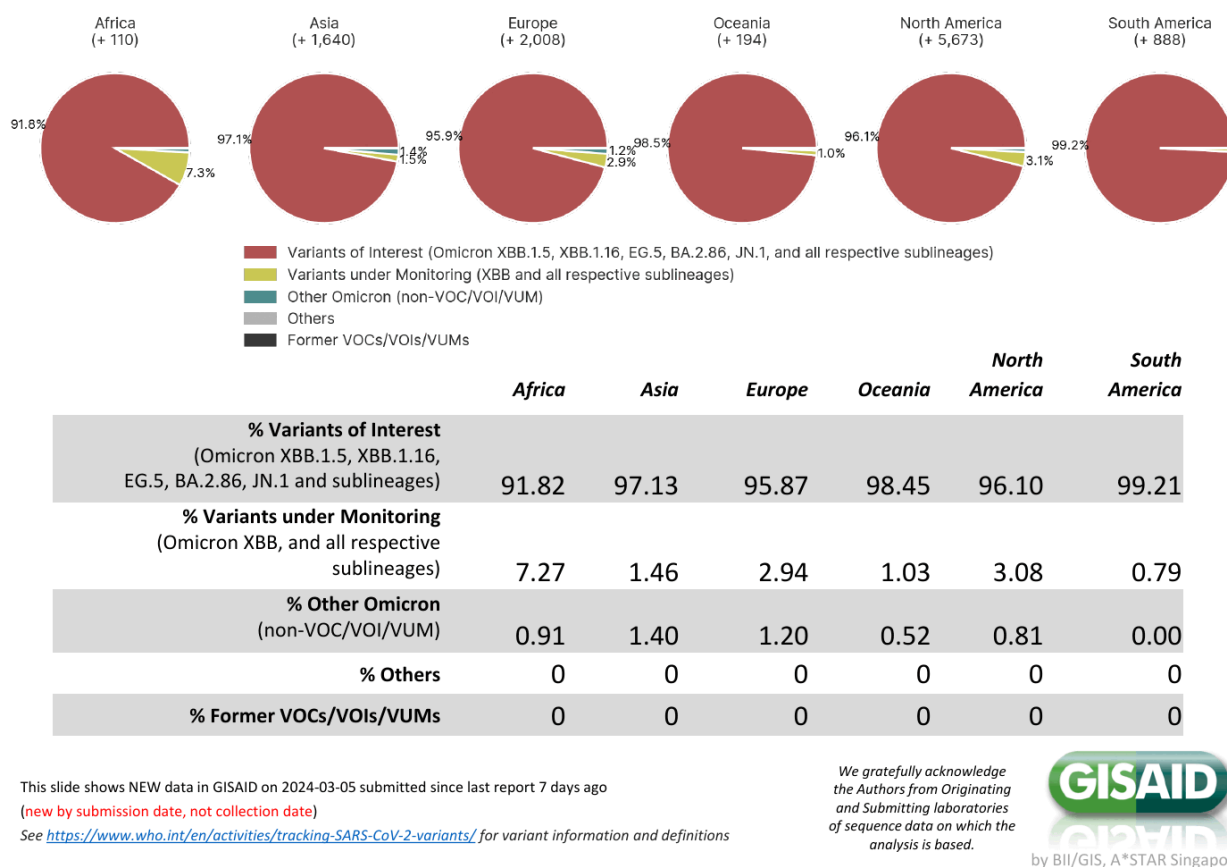 Africa
(+ 110)
Asia
(+ 1,640)
Europe
(+ 2,008)
Oceania
(+ 194)
North America
(+ 5,673)
South America
(+ 888)
91.8%
7.3%
97.1%
1.4%
1.5%
95.9%
1.2%
2.9%
98.5%
1.0%
96.1%
3.1%
99.2%
Variants of Interest (Omicron XBB.1.5, XBB.1.16, EG.5, BA.2.86, JN.1, and all respective sublineages)
Variants under Monitoring (XBB and all respective sublineages)
Other Omicron (non-VOC/VOI/VUM)
Others
Former VOCs/VOIs/VUMs
Africa Asia Europe Oceania North America South America
% Variants of Interest
(Omicron XBB.1.5, XBB.1.16,
EG.5, BA.2.86, JN.1 and sublineages) 91.82 97.13 95.87 98.45 96.10 99.21
% Variants under Monitoring
(Omicron XBB, and all respective
sublineages) 7.27 1.46 2.94 1.03 3.08 0.79
% Other Omicron
(non-VOC/VOI/VUM) 0.91 1.40 1.20 0.52 0.81 0.00
% Others 0 0 0 0 0 0
% Former VOCs/VOIs/VUMs 0 0 0 0 0 0
This slide shows NEW data in GISAID on 2024-03-05 submitted since last report 7 days ago
(new by submission date, not collection date)
See https://www.who.int/en/activities/tracking-SARS-CoV-2-variants/ for variant information and definitions
We gratefully acknowledge
the Authors from Originating
and Submitting laboratories
of sequence data on which the
analysis is based.
GISAID
by BII/GIS, A*STAR Singapo